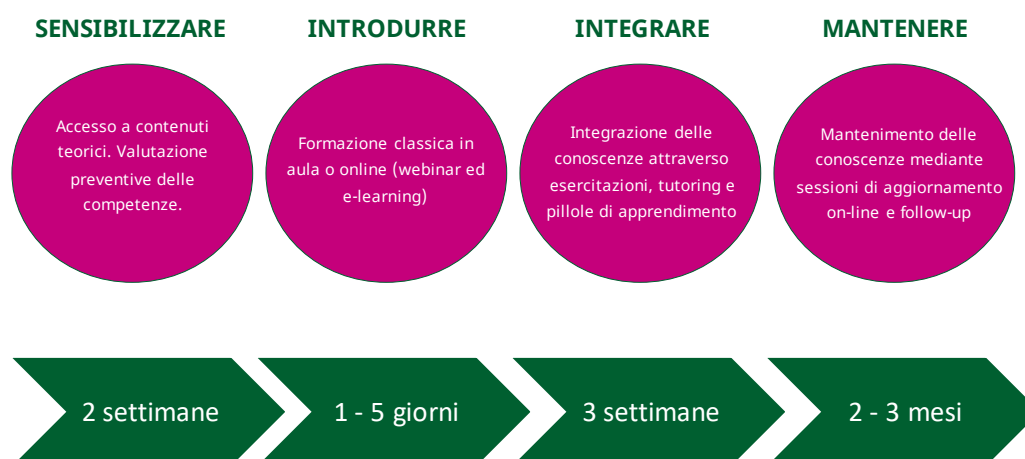 SENSIBILIZZARE
INTRODURRE
INTEGRARE
MANTENERE
Accesso a contenuti
teorici. Valutazione
preventive delle
competenze.
Formazione classica in
aula o online (webinar ed
e-learning)
Integrazione delle
conoscenze attraverso
esercitazioni, tutoring e
pillole di apprendimento
Mantenimento delle
conoscenze mediante
sessioni di aggiornamento
on-line e follow-up
2 settimane
1 - 5 giorni
3 settimane
2 - 3 mesi